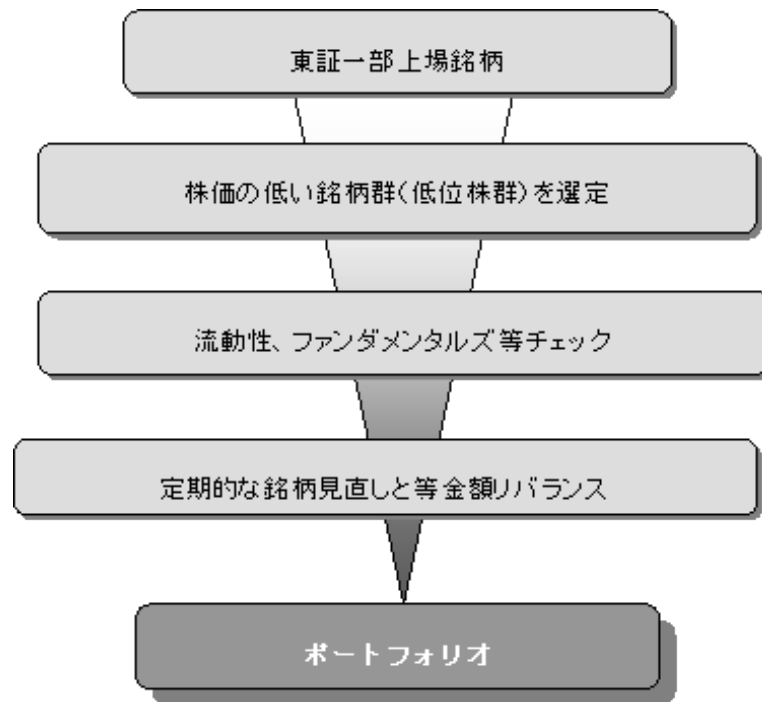 東証一部上場銘柄
株価の低い銘柄群(低位株群)を選定
流動性、ファンダメンタルズ等チェック
定期的な銘柄見直しと等金額リバランス
ポートフォリオ